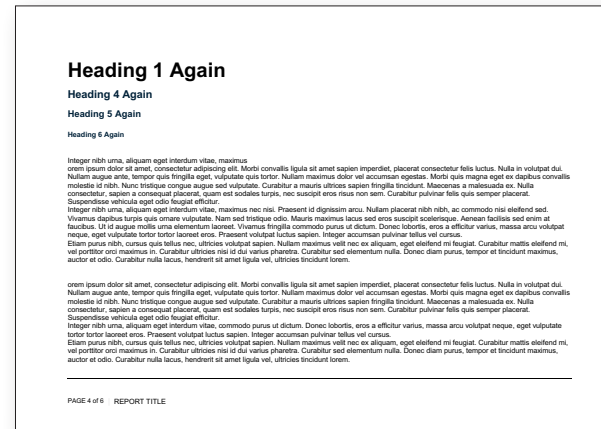 Heading 1 Again
Heading 4 Again
Heading 5 Again
Heading 6 Again
Integer nibh urna, aliquam eget interdum vitae, maximus
orem ipsum dolor sit amet, consectetur adipiscing elit. Morbi convallis ligula sit amet sapien imperdiet, placerat consectetur felis luctus. Nulla in volutpat dui.
Nullam augue ante, tempor quis fringilla eget, vulputate quis tortor. Nullam maximus dolor vel accumsan egestas. Morbi quis magna eget ex dapibus convallis
molestie id nibh. Nunc tristique congue augue sed vulputate. Curabitur a mauris ultrices sapien fringilla tincidunt. Maecenas a malesuada ex. Nulla
consectetur, sapien a consequat placerat, quam est sodales turpis, nec suscipit eros risus non sem. Curabitur pulvinar felis quis semper placerat.
Suspendisse vehicula eget odio feugiat efficitur.
Integer nibh urna, aliquam eget interdum vitae, maximus nec nisi. Praesent id dignissim arcu. Nullam placerat nibh nibh, ac commodo nisi eleifend sed.
Vivamus dapibus turpis quis ornare vulputate. Nam sed tristique odio. Mauris maximus lacus sed eros suscipit scelerisque. Aenean facilisis sed enim at
faucibus. Ut id augue mollis urna elementum laoreet. Vivamus fringilla commodo purus ut dictum. Donec lobortis, eros a efficitur varius, massa arcu volutpat
neque, eget vulputate tortor tortor laoreet eros. Praesent volutpat luctus sapien. Integer accumsan pulvinar tellus vel cursus.
Etiam purus nibh, cursus quis tellus nec, ultricies volutpat sapien. Nullam maximus velit nec ex aliquam, eget eleifend mi feugiat. Curabitur mattis eleifend mi,
vel porttitor orci maximus in. Curabitur ultricies nisi id dui varius pharetra. Curabitur sed elementum nulla. Donec diam purus, tempor et tincidunt maximus,
auctor et odio. Curabitur nulla lacus, hendrerit sit amet ligula vel, ultricies tincidunt lorem.
orem ipsum dolor sit amet, consectetur adipiscing elit. Morbi convallis ligula sit amet sapien imperdiet, placerat consectetur felis luctus. Nulla in volutpat dui.
Nullam augue ante, tempor quis fringilla eget, vulputate quis tortor. Nullam maximus dolor vel accumsan egestas. Morbi quis magna eget ex dapibus convallis
molestie id nibh. Nunc tristique congue augue sed vulputate. Curabitur a mauris ultrices sapien fringilla tincidunt. Maecenas a malesuada ex. Nulla
consectetur, sapien a consequat placerat, quam est sodales turpis, nec suscipit eros risus non sem. Curabitur pulvinar felis quis semper placerat.
Suspendisse vehicula eget odio feugiat efficitur.
Integer nibh urna, aliquam eget interdum vitae, commodo purus ut dictum. Donec lobortis, eros a efficitur varius, massa arcu volutpat neque, eget vulputate
tortor tortor laoreet eros. Praesent volutpat luctus sapien. Integer accumsan pulvinar tellus vel cursus.
Etiam purus nibh, cursus quis tellus nec, ultricies volutpat sapien. Nullam maximus velit nec ex aliquam, eget eleifend mi feugiat. Curabitur mattis eleifend mi,
vel porttitor orci maximus in. Curabitur ultricies nisi id dui varius pharetra. Curabitur sed elementum nulla. Donec diam purus, tempor et tincidunt maximus,
auctor et odio. Curabitur nulla lacus, hendrerit sit amet ligula vel, ultricies tincidunt lorem.
PAGE 4 of 6 | REPORT TITLE